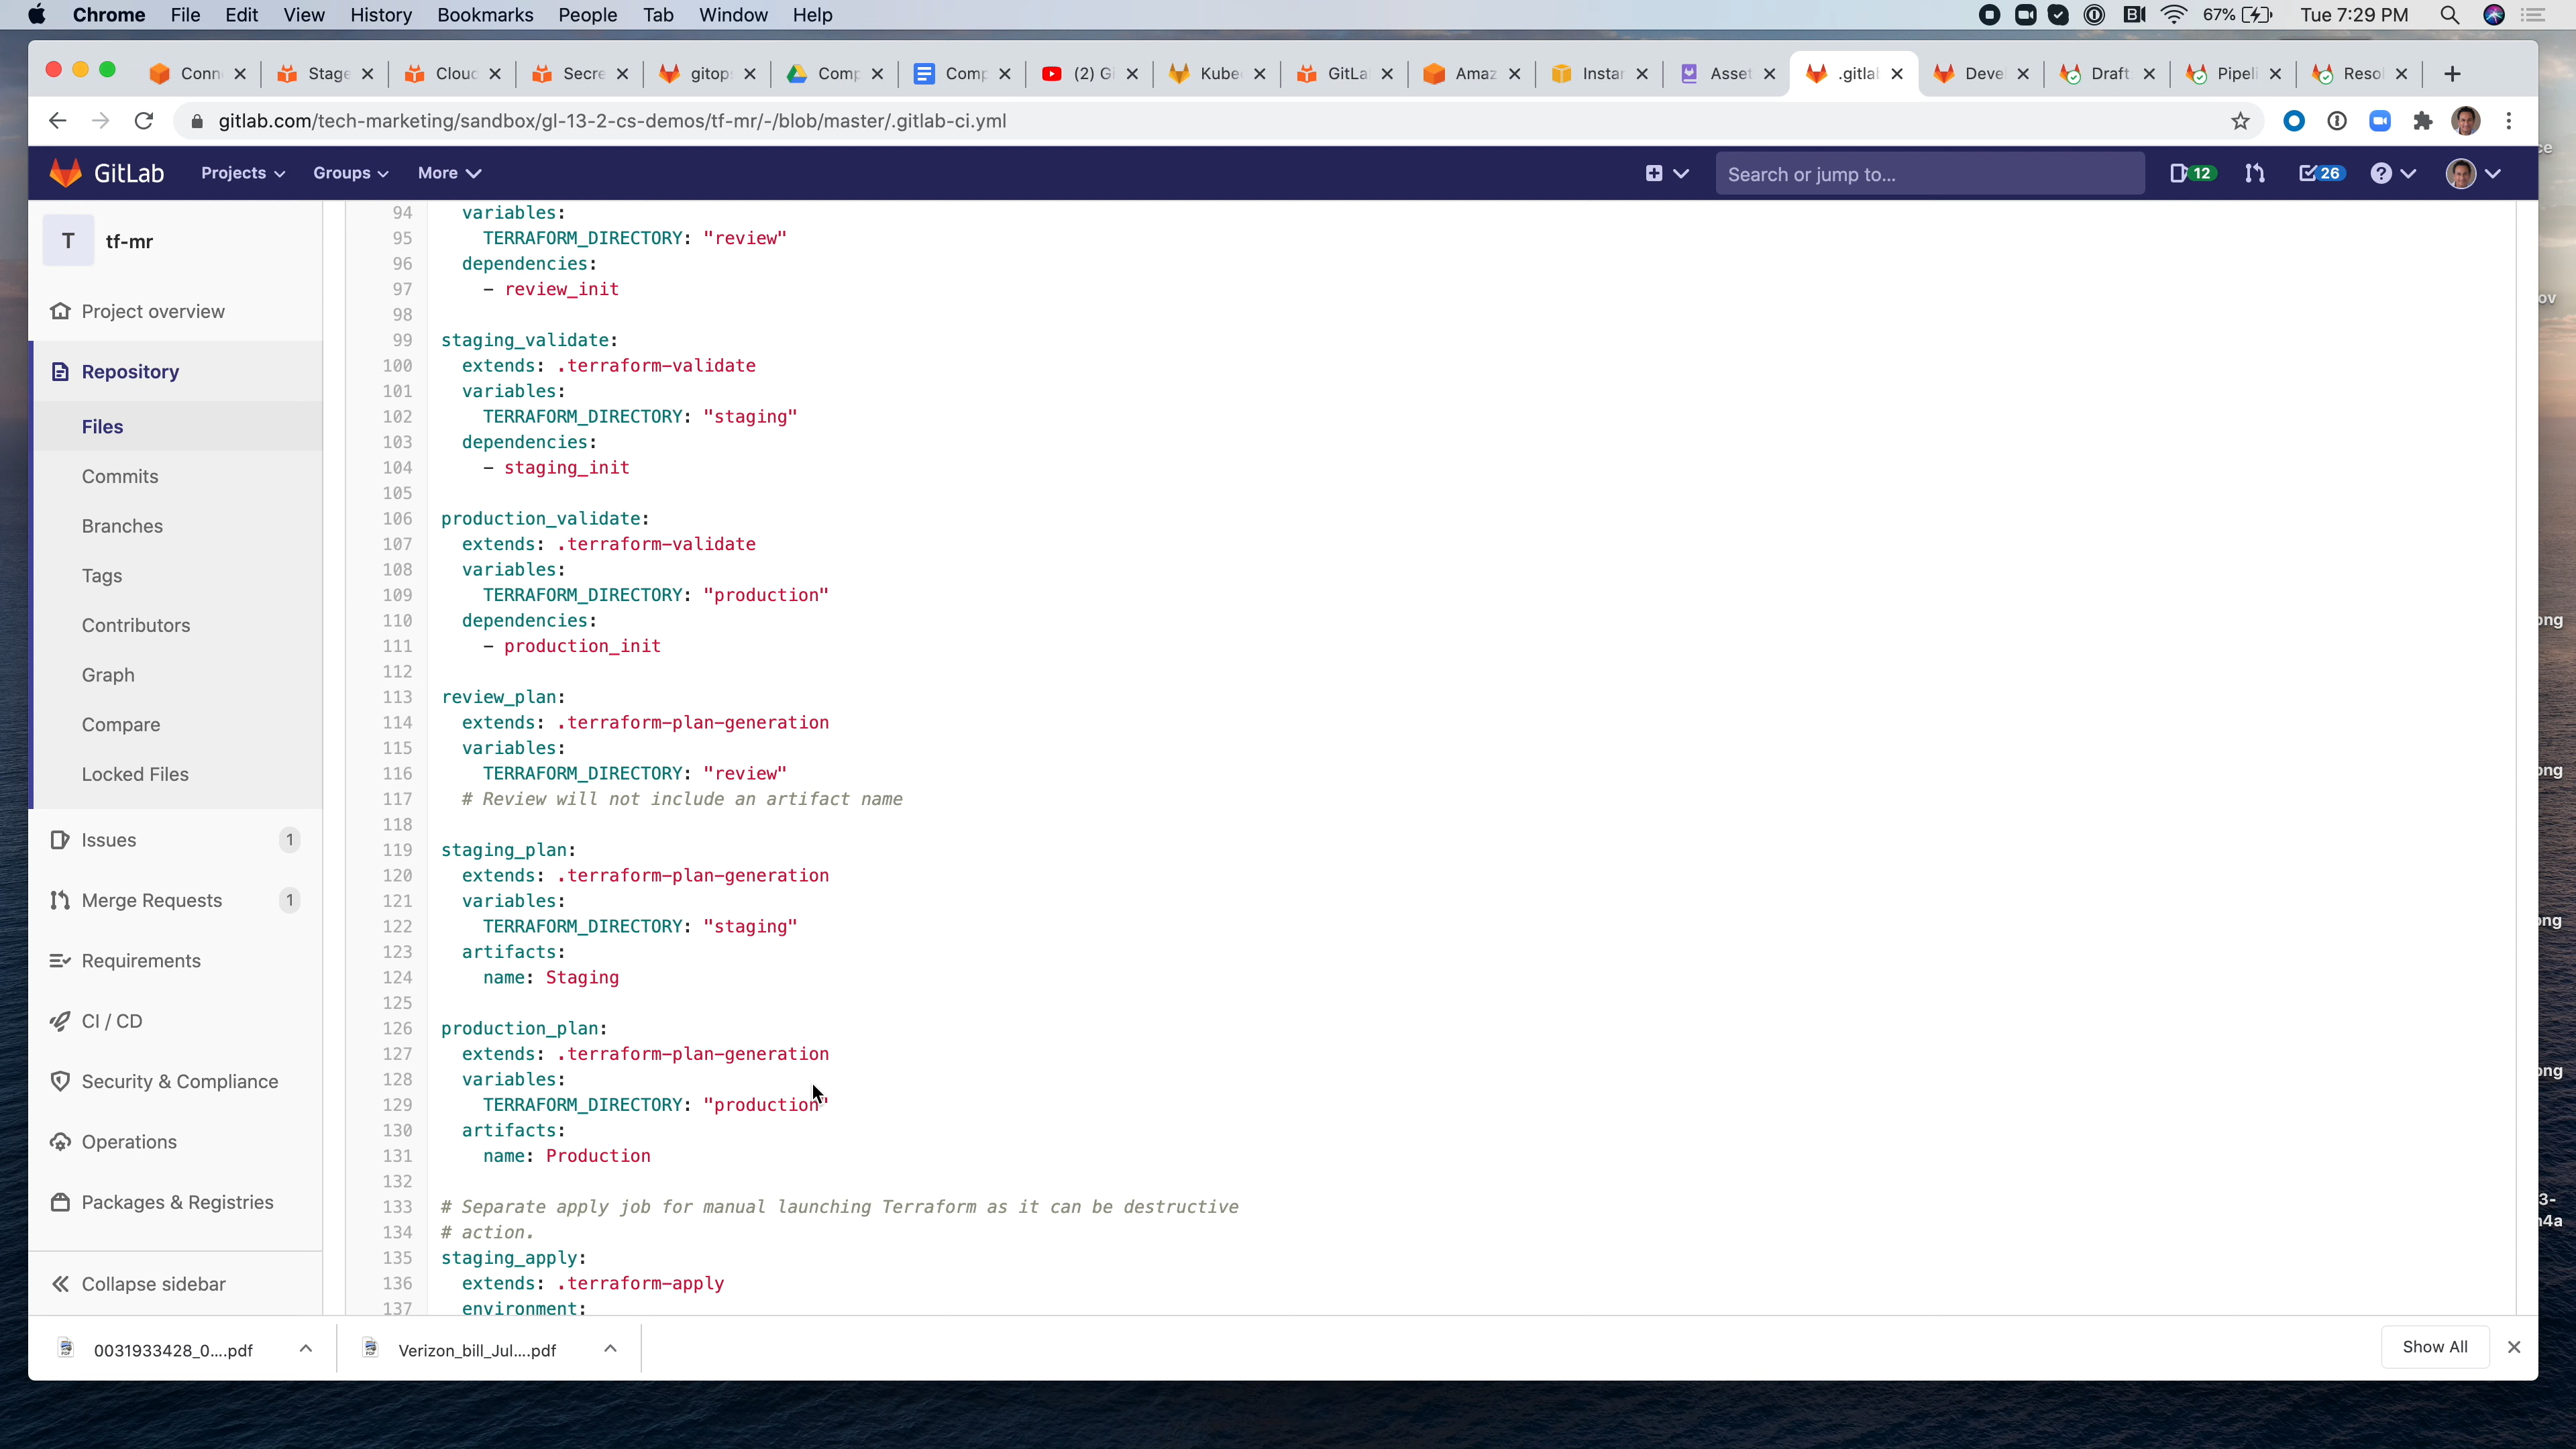 Chrome File Edit View History Bookmarks People Tab Window Help 67% Tue 7:29 PM
Conn Stage Cloud Secre gitop Comp Comp (2) G Kube GitLa Amaz Instar Asset .gitla Deve Draft Pipeli Resol
gitlab.com/tech-marketing/sandbox/gl-13-2-cs-demos/tf-mr/-/blob/master/.gitlab-ci.yml
GitLab Projects Groups More Search or jump to... 12 26
T tf-mr
Project overview
Repository
Files
Commits
Branches
Tags
Contributors
Graph
Compare
Locked Files
Issues 1
Merge Requests 1
Requirements
CI / CD
Security & Compliance
Operations
Packages & Registries
Collapse sidebar
94 variables:
95 TERRAFORM_DIRECTORY: "review"
96 dependencies:
97 - review_init
98
99 staging_validate:
100 extends: .terraform-validate
101 variables:
102 TERRAFORM_DIRECTORY: "staging"
103 dependencies:
104 - staging_init
105
106 production_validate:
107 extends: .terraform-validate
108 variables:
109 TERRAFORM_DIRECTORY: "production"
110 dependencies:
111 - production_init
112
113 review_plan:
114 extends: .terraform-plan-generation
115 variables:
116 TERRAFORM_DIRECTORY: "review"
117 # Review will not include an artifact name
118
119 staging_plan:
120 extends: .terraform-plan-generation
121 variables:
122 TERRAFORM_DIRECTORY: "staging"
123 artifacts:
124 name: Staging
125
126 production_plan:
127 extends: .terraform-plan-generation
128 variables:
129 TERRAFORM_DIRECTORY: "production"
130 artifacts:
131 name: Production
132
133 # Separate apply job for manual launching Terraform as it can be destructive
134 # action.
135 staging_apply:
136 extends: .terraform-apply
137 environment:
0031933428_0....pdf Verizon_bill_Jul....pdf Show All